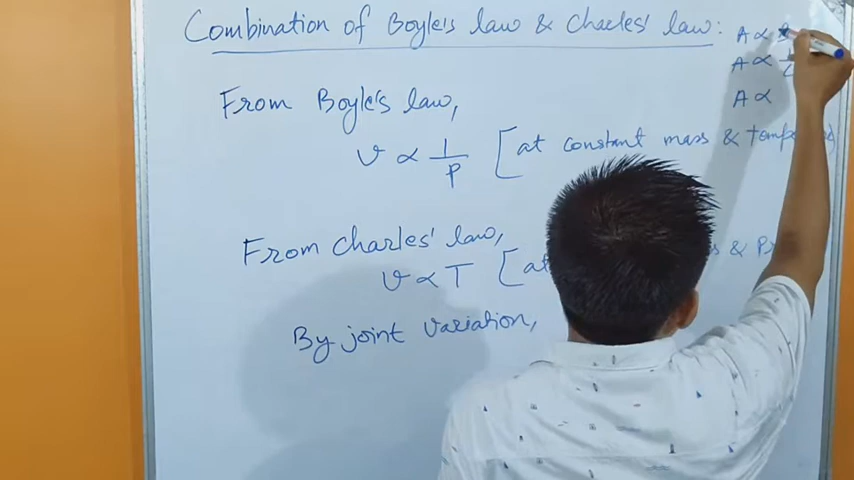 Combination of Boyle's law & Charles' law:
From Boyle's law,
V ∝ 1/P [at constant mass &
From Charles' law,
V ∝ T [at & 
By joint variation,
A ∝
A ∝
A ∝